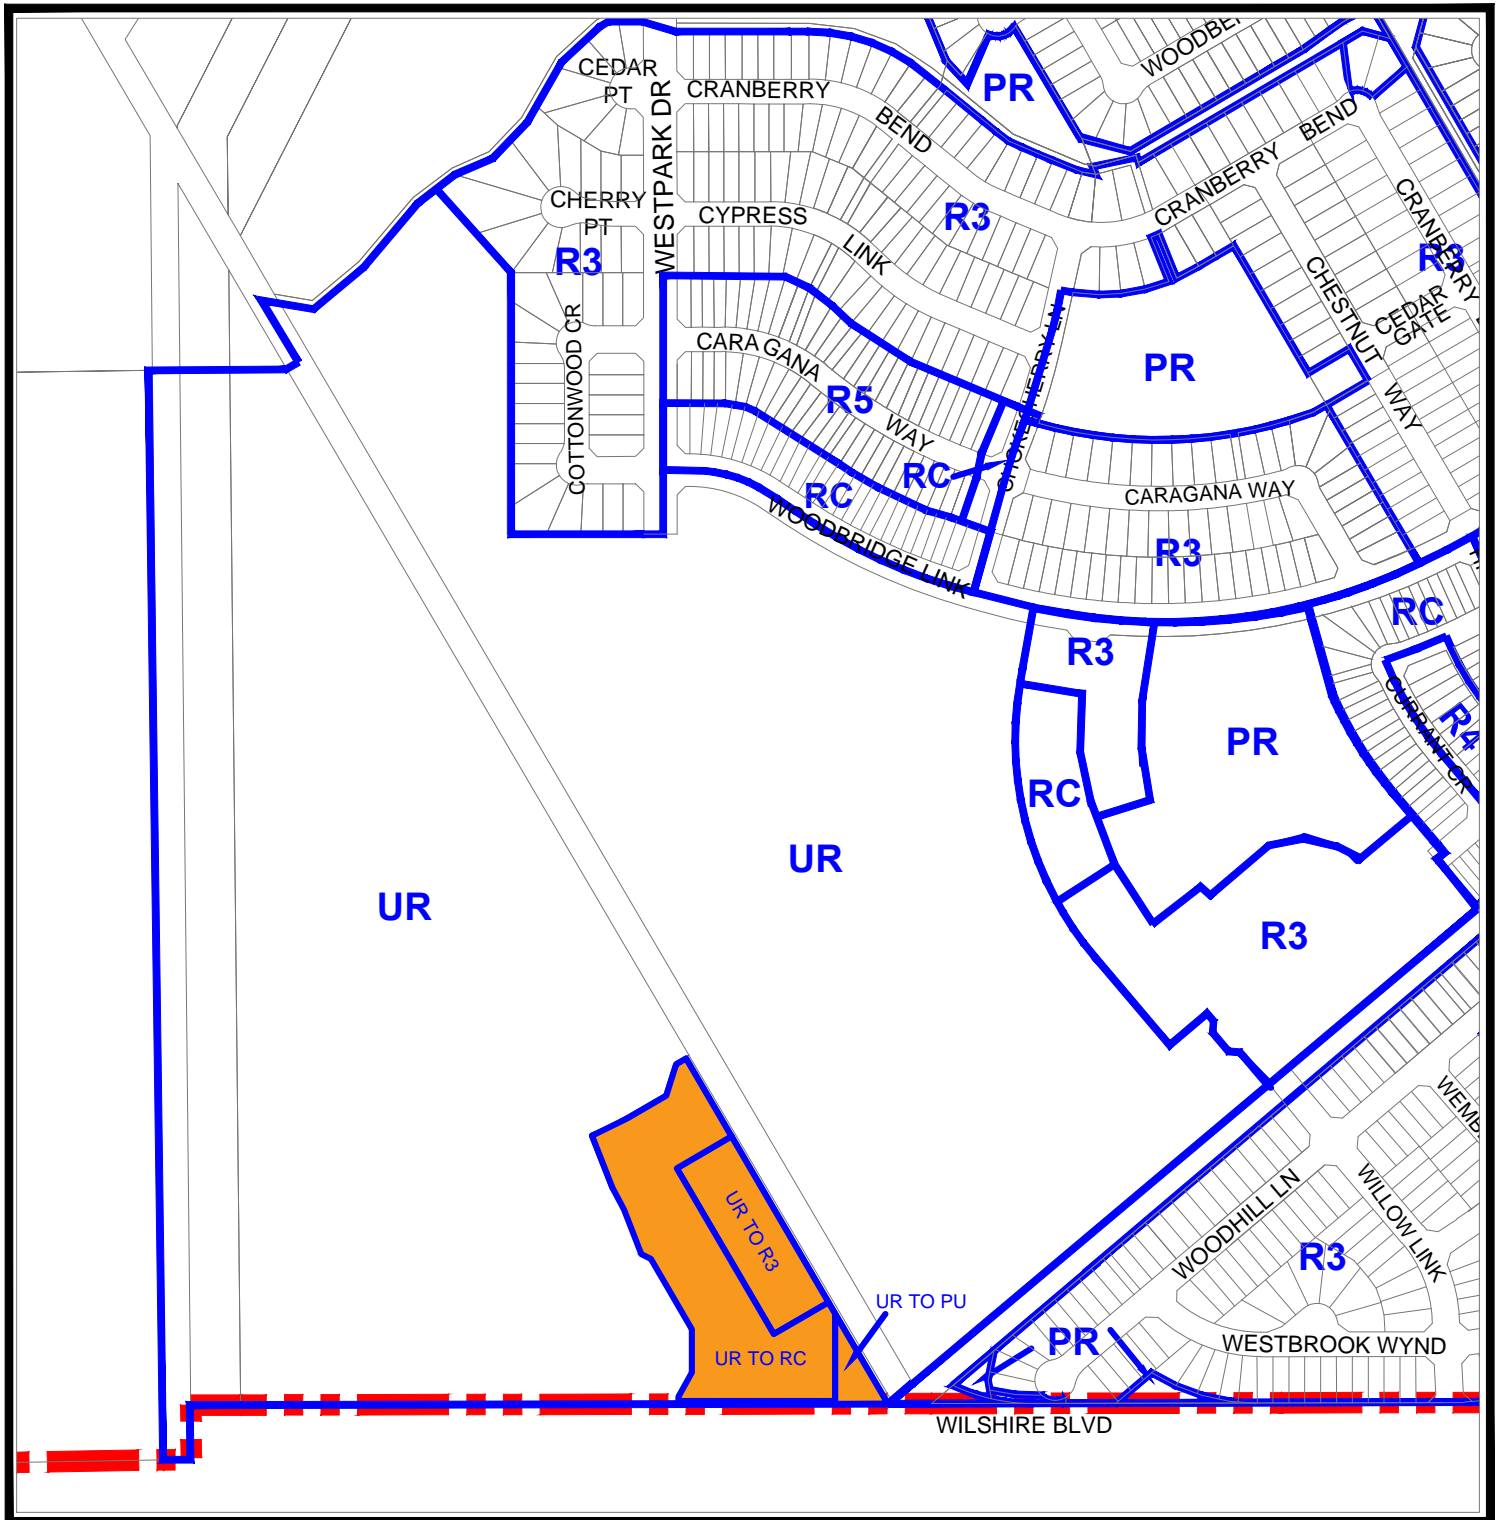 WOODBE
CEDAR
PT
CRANBERRY
PR
WESTPARK DR
BEND
BEND
CRANBERRY
CHERRY
PT
CYPRESS
R3
CRANBERRY
R3
LINK
R3
CHESTNUT
CEDAR
GATE
COTTONWOOD CR
CARAGANA
CHOKECHERRY LN
PR
R5
WAY
WAY
RC
RC
CARAGANA WAY
WOODBRIDGE LINK
R3
RC
R3
CURRANT CR
R4
PR
RC
UR
UR
R3
WEMB
UR TO R3
WOODHILL LN
WILLOW LINK
R3
UR TO PU
PR
WESTBROOK WYND
UR TO RC
WILSHIRE BLVD